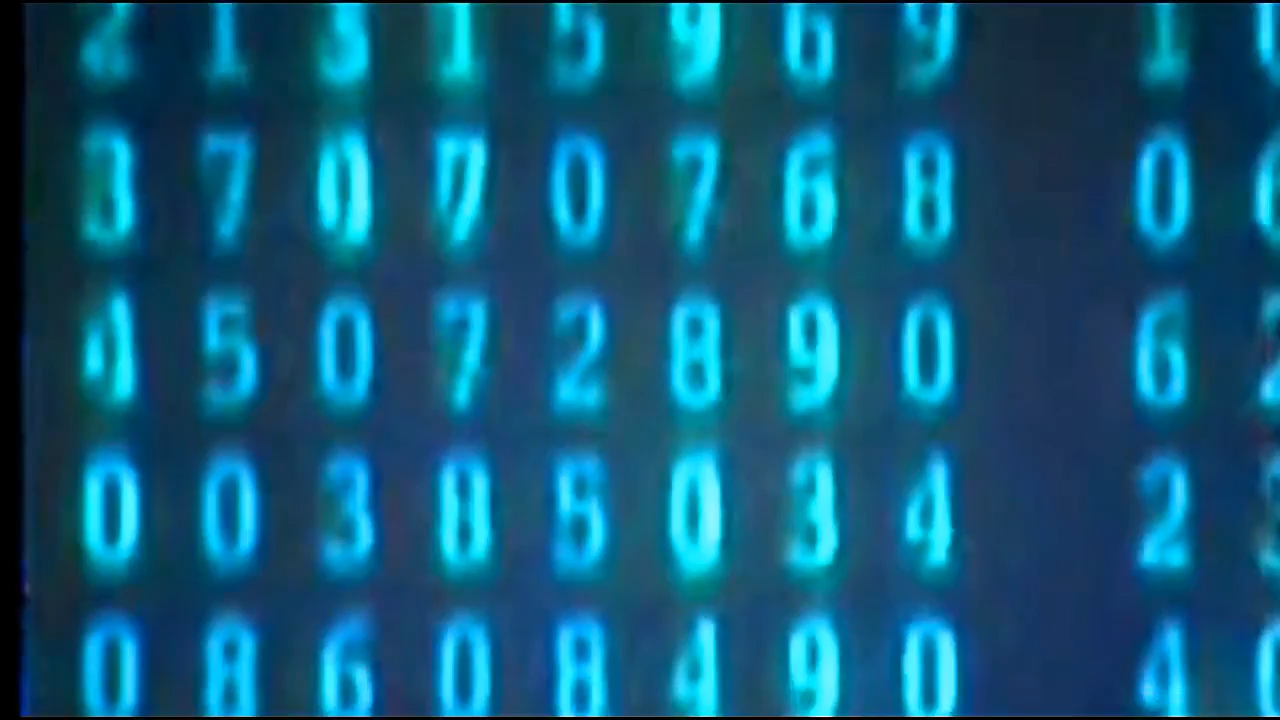 2 1 3 1 5 9 6 9 1
3 7 0 7 0 7 6 8 0
4 5 0 7 2 8 9 0 6
0 0 3 8 5 0 3 4 2
0 8 6 0 8 4 9 0 4